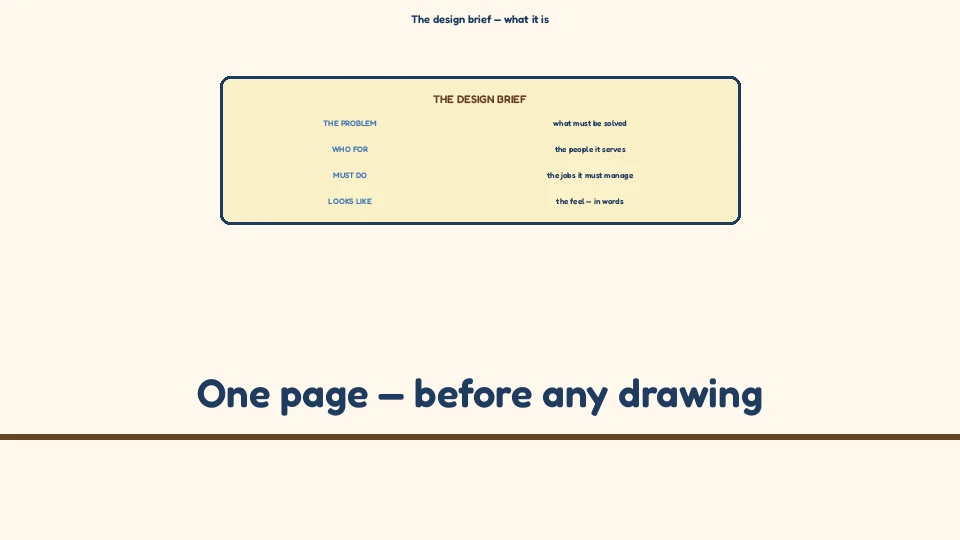 The design brief — what it is
THE DESIGN BRIEF
THE PROBLEM what must be solved
WHO FOR the people it serves
MUST DO the jobs it must manage
LOOKS LIKE the feel — in words
One page — before any drawing